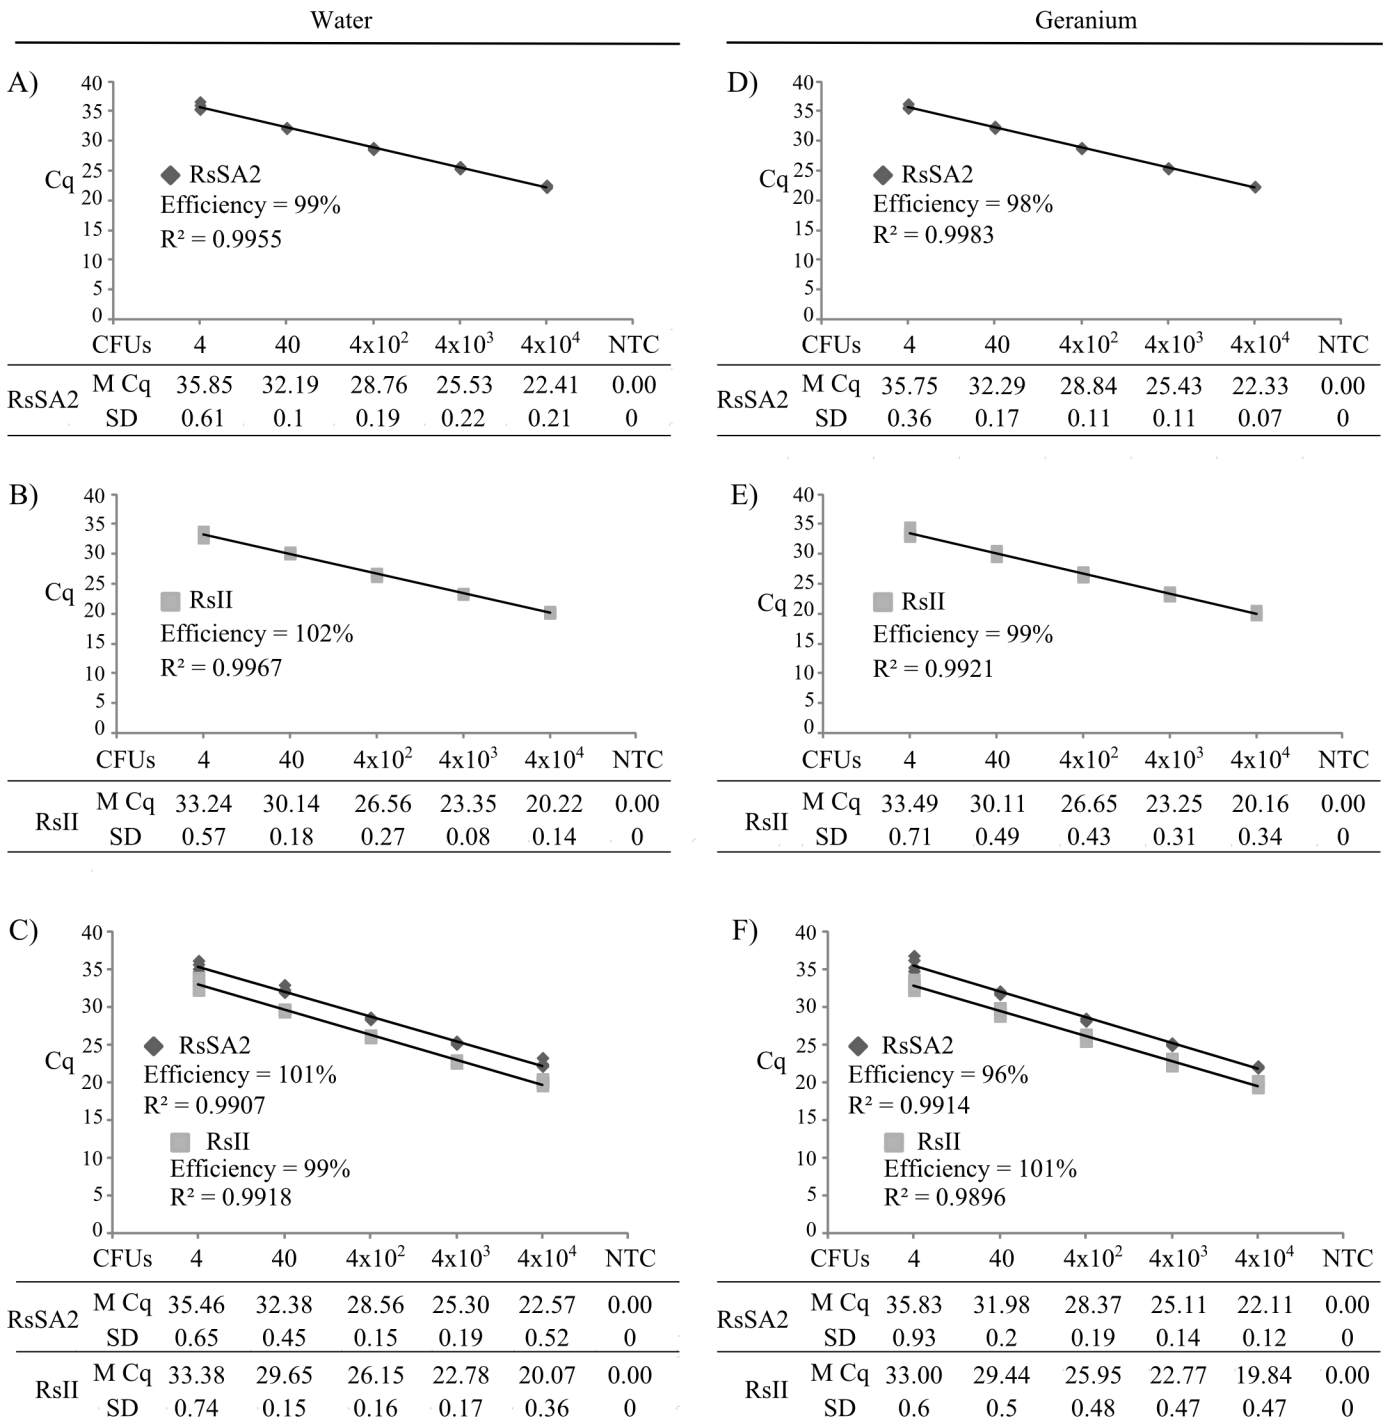 Water
A)
40
35
30
25
20
15
10
5
0
Cq
RsSA2
Efficiency = 99%
R² = 0.9955
CFUs 4 40 4x10² 4x10³ 4x10⁴ NTC
RsSA2
M Cq 35.85 32.19 28.76 25.53 22.41 0.00
SD 0.61 0.1 0.19 0.22 0.21 0
B)
40
35
30
25
20
15
10
5
0
Cq
RsII
Efficiency = 102%
R² = 0.9967
CFUs 4 40 4x10² 4x10³ 4x10⁴ NTC
RsII
M Cq 33.24 30.14 26.56 23.35 20.22 0.00
SD 0.57 0.18 0.27 0.08 0.14 0
C)
40
35
30
25
20
15
10
5
0
Cq
RsSA2
Efficiency = 101%
R² = 0.9907
RsII
Efficiency = 99%
R² = 0.9918
CFUs 4 40 4x10² 4x10³ 4x10⁴ NTC
RsSA2
M Cq 35.46 32.38 28.56 25.30 22.57 0.00
SD 0.65 0.45 0.15 0.19 0.52 0
RsII
M Cq 33.38 29.65 26.15 22.78 20.07 0.00
SD 0.74 0.15 0.16 0.17 0.36 0
Geranium
D)
40
35
30
25
20
15
10
5
0
Cq
RsSA2
Efficiency = 98%
R² = 0.9983
CFUs 4 40 4x10² 4x10³ 4x10⁴ NTC
RsSA2
M Cq 35.75 32.29 28.84 25.43 22.33 0.00
SD 0.36 0.17 0.11 0.11 0.07 0
E)
40
35
30
25
20
15
10
5
0
Cq
RsII
Efficiency = 99%
R² = 0.9921
CFUs 4 40 4x10² 4x10³ 4x10⁴ NTC
RsII
M Cq 33.49 30.11 26.65 23.25 20.16 0.00
SD 0.71 0.49 0.43 0.31 0.34 0
F)
40
35
30
25
20
15
10
5
0
Cq
RsSA2
Efficiency = 96%
R² = 0.9914
RsII
Efficiency = 101%
R² = 0.9896
CFUs 4 40 4x10² 4x10³ 4x10⁴ NTC
RsSA2
M Cq 35.83 31.98 28.37 25.11 22.11 0.00
SD 0.93 0.2 0.19 0.14 0.12 0
RsII
M Cq 33.00 29.44 25.95 22.77 19.84 0.00
SD 0.6 0.5 0.48 0.47 0.47 0